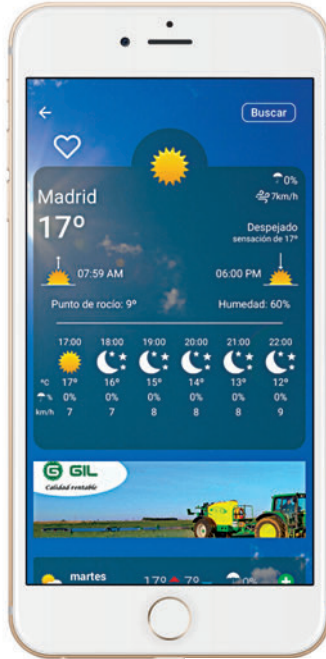 Buscar
0%
7km/h
Madrid
17º
Despejado
sensación de 17º
07:59 AM
06:00 PM
Punto de rocío: 9º
Humedad: 60%
17:00 18:00 19:00 20:00 21:00 22:00
ºC 17º 16º 15º 14º 13º 12º
% 0% 0% 0% 0% 0% 0%
km/h 7 7 8 8 8 9
G GIL
Calidad rentable
martes 17º 7º 0%